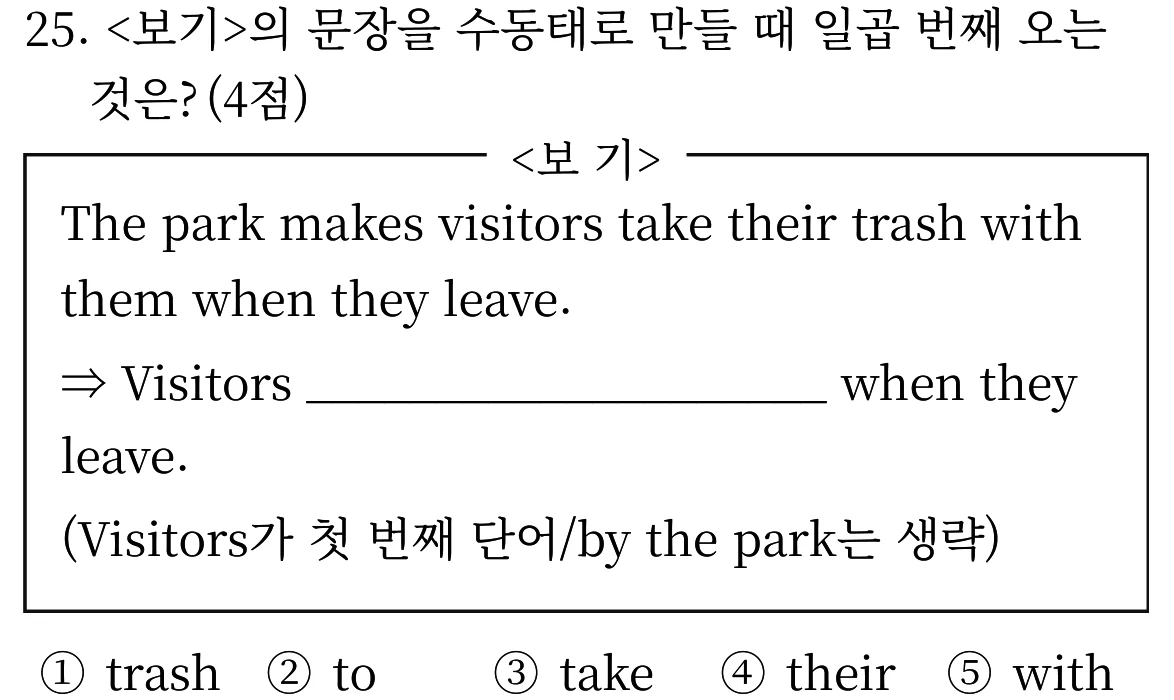 25. <보기>의 문장을 수동태로 만들 때 일곱 번째 오는
것은? (4점)
<보 기>
The park makes visitors take their trash with
them when they leave.
⇒ Visitors ____________________ when they
leave.
(Visitors가 첫 번째 단어/by the park는 생략)
① trash ② to ③ take ④ their ⑤ with